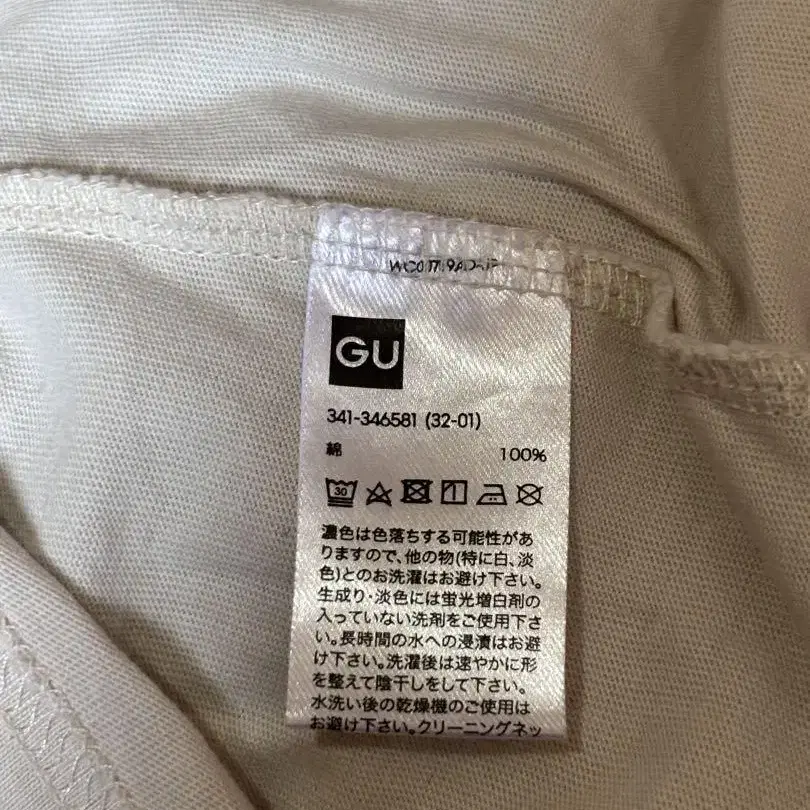 GU
341-346581 (32-01)
綿 100%
30
濃色は色落ちする可能性があ
りますので、他の物(特に白、淡
色)とのお洗濯はお避け下さい。
生成り・淡色には蛍光増白剤の
入っていない洗剤をご使用下さ
い。長時間の水への浸漬はお避
け下さい。洗濯後は速やかに形
を整えて陰干しをして下さい。
水洗い後の乾燥機のご使用は
お避け下さい。クリーニングネッ